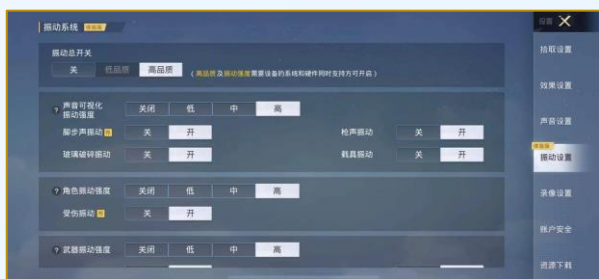 振动系统 体验版
振动总开关
关 低品质 高品质 (高品质及振动强度需要设备的系统和硬件同时支持方可开启)
? 声音可视化
振动强度
关闭 低 中 高
脚步声振动 关 开
枪声振动 关 开
玻璃破碎振动 关 开
载具振动 关 开
? 角色振动强度 关闭 低 中 高
受伤振动 关 开
? 武器振动强度 关闭 低 中 高
拾取设置
效果设置
声音设置
体验版
振动设置
录像设置
账户安全
资源下载